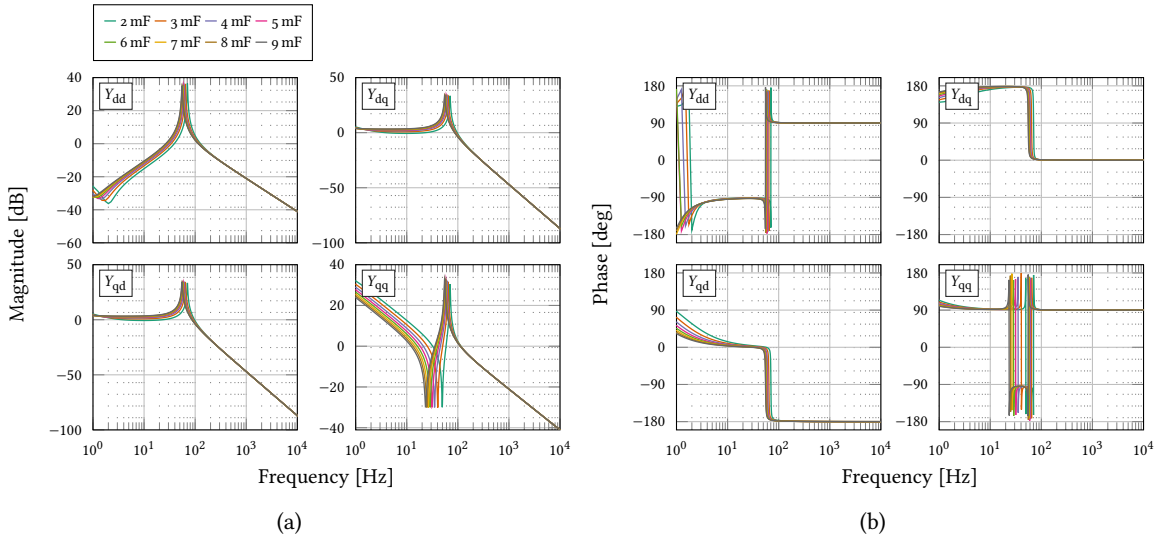 2 mF 3 mF 4 mF 5 mF
6 mF 7 mF 8 mF 9 mF
Magnitude [dB]
40
20
0
−20
−40
−60
Y_dd
50
0
−50
−100
Y_dq
50
0
−50
−100
Y_qd
10^0 10^1 10^2 10^3 10^4
40
20
0
−20
−40
Y_qq
10^0 10^1 10^2 10^3 10^4
Frequency [Hz]
(a)
Phase [deg]
180
90
0
−90
−180
Y_dd
180
90
0
−90
−180
Y_dq
180
90
0
−90
−180
Y_qd
10^0 10^1 10^2 10^3 10^4
180
90
0
−90
−180
Y_qq
10^0 10^1 10^2 10^3 10^4
Frequency [Hz]
(b)